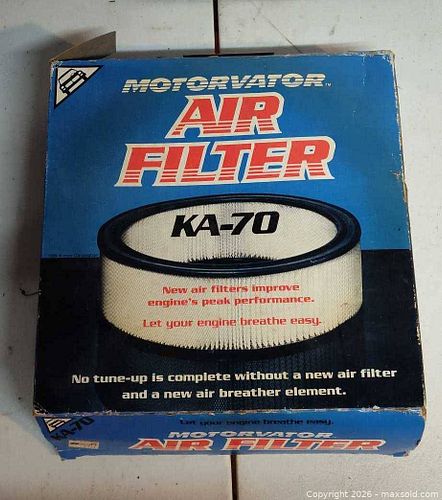 MOTORVATOR™
AIR
FILTER
KA-70
New air filters improve
engine's peak performance.
Let your engine breathe easy.
No tune-up is complete without a new air filter
and a new air breather element.
Let your engine breathe easy.
KA-70
MOTORVATOR
AIR FILTER
Copyright © 2026 - maxsold.com